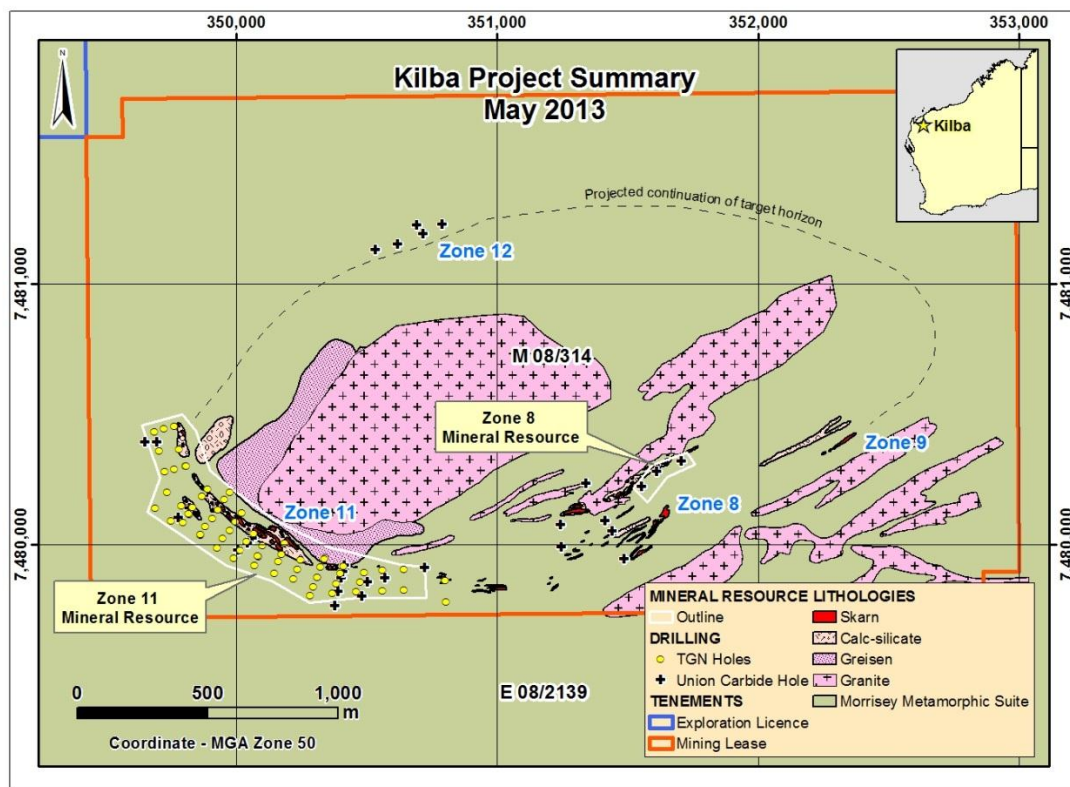 350,000
351,000
352,000
353,000
N
Kilba Project Summary
May 2013
Kilba
Projected continuation of target horizon
Zone 12
7,481,000
7,481,000
M 08/314
Zone 8
Mineral Resource
Zone 9
Zone 11
Zone 8
7,480,000
7,480,000
Zone 11
Mineral Resource
MINERAL RESOURCE
Outline
DRILLING
TGN Holes
Union Carbide Hole
TENEMENTS
Exploration Licence
Mining Lease
LITHOLOGIES
Skarn
Calc-silicate
Greisen
Granite
Morrisey Metamorphic Suite
0
500
1,000
m
E 08/2139
Coordinate - MGA Zone 50